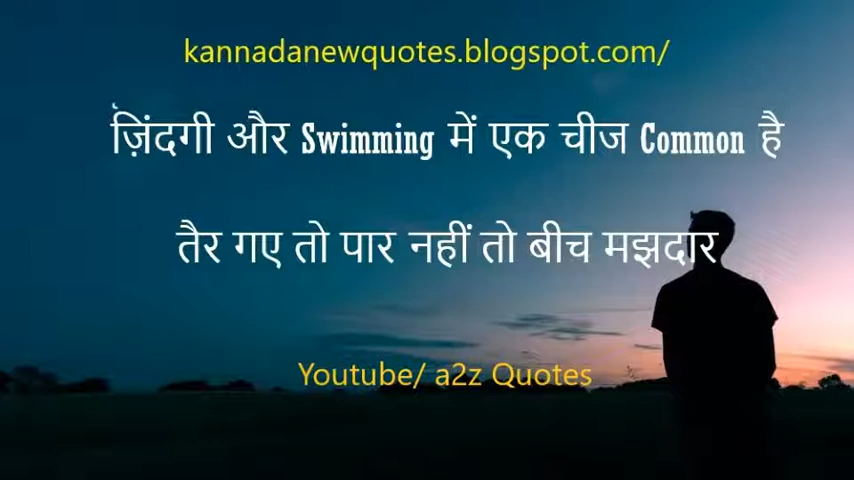 kannadanewquotes.blogspot.com/
ज़िंदगी और Swimming में एक चीज Common है
तैर गए तो पार नहीं तो बीच मझदार
Youtube/ a2z Quotes